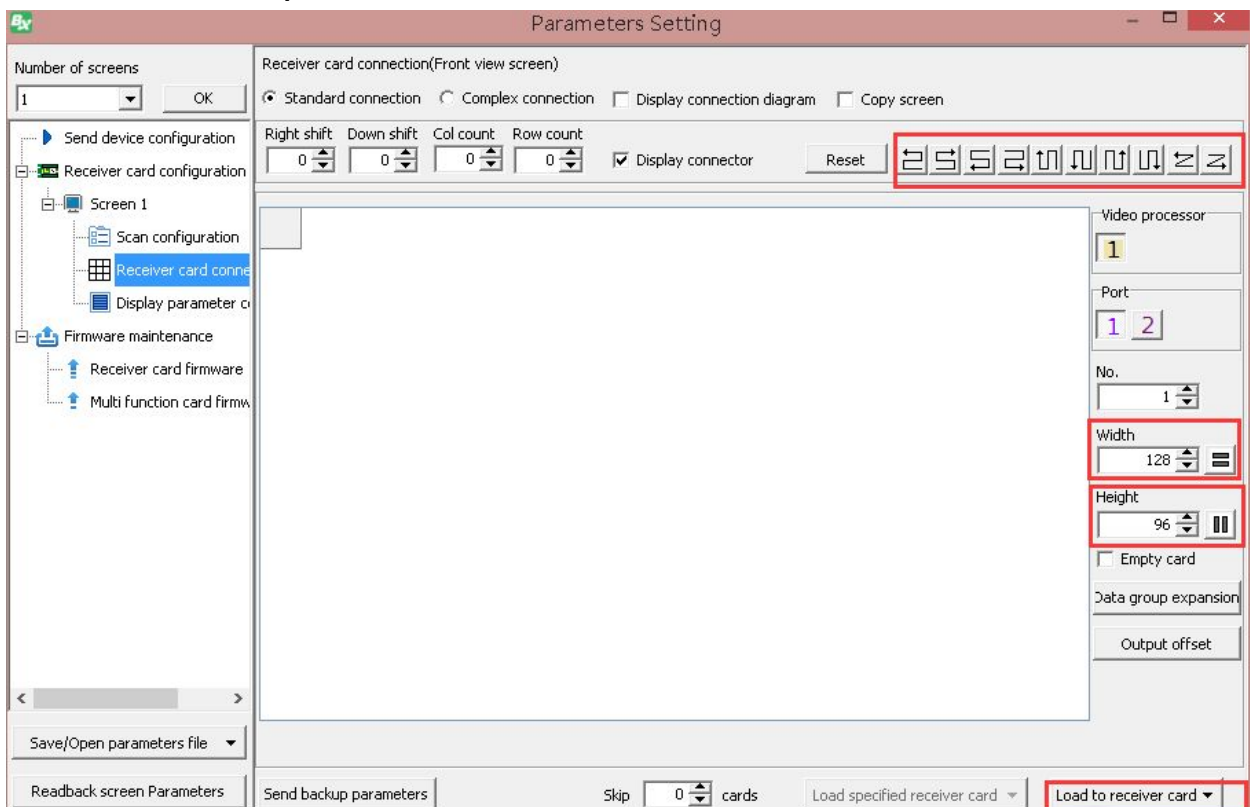 BX Parameters Setting
Number of screens
1 OK
Send device configuration
Receiver card configuration
Screen 1
Scan configuration
Receiver card conne
Display parameter c
Firmware maintenance
Receiver card firmware
Multi function card firmw
Save/Open parameters file
Readback screen Parameters
Receiver card connection(Front view screen)
Standard connection Complex connection Display connection diagram Copy screen
Right shift Down shift Col count Row count
0 0 0 0 Display connector Reset
Video processor
1
Port
1 2
No.
1
Width
128
Height
96
Empty card
Data group expansion
Output offset
Send backup parameters Skip 0 cards Load specified receiver card Load to receiver card